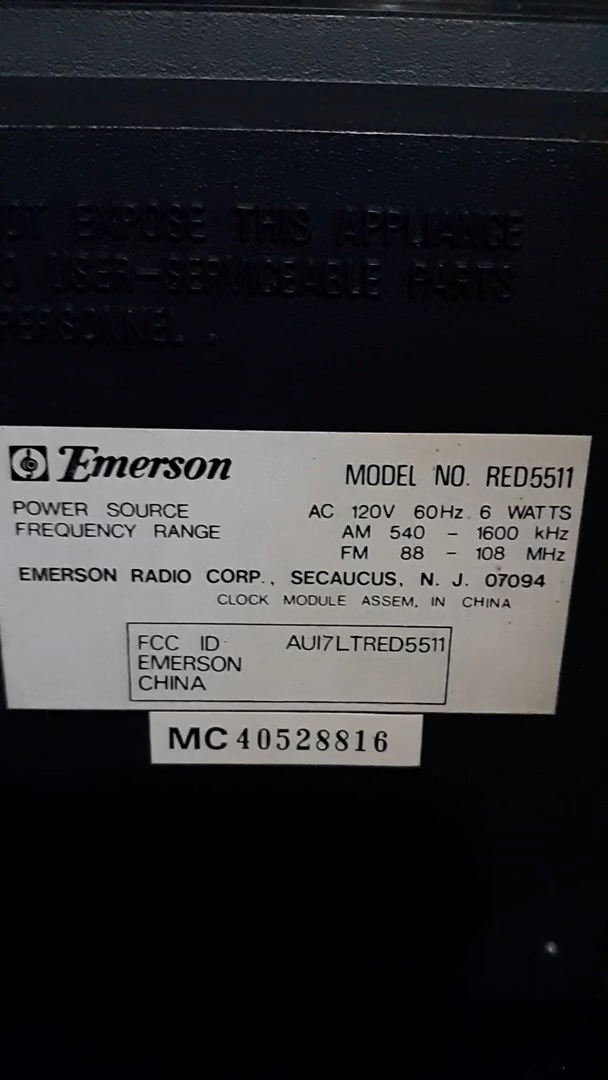 OT EXPOSE THIS APPLIANCE
O USER-SERVICEABLE PARTS
PERSONNEL.
Emerson MODEL NO. RED5511
POWER SOURCE AC 120V 60Hz 6 WATTS
FREQUENCY RANGE AM 540 - 1600 kHz
FM 88 - 108 MHz
EMERSON RADIO CORP., SECAUCUS, N. J. 07094
CLOCK MODULE ASSEM. IN CHINA
FCC ID AUI7LTRED5511
EMERSON
CHINA
MC 40528816